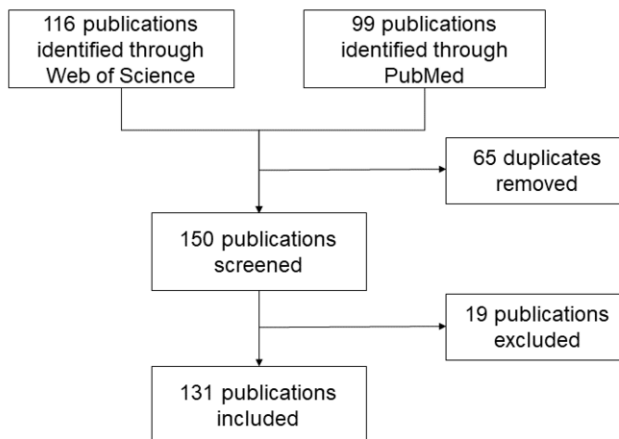 116 publications
identified through
Web of Science
99 publications
identified through
PubMed
65 duplicates
removed
150 publications
screened
19 publications
excluded
131 publications
included